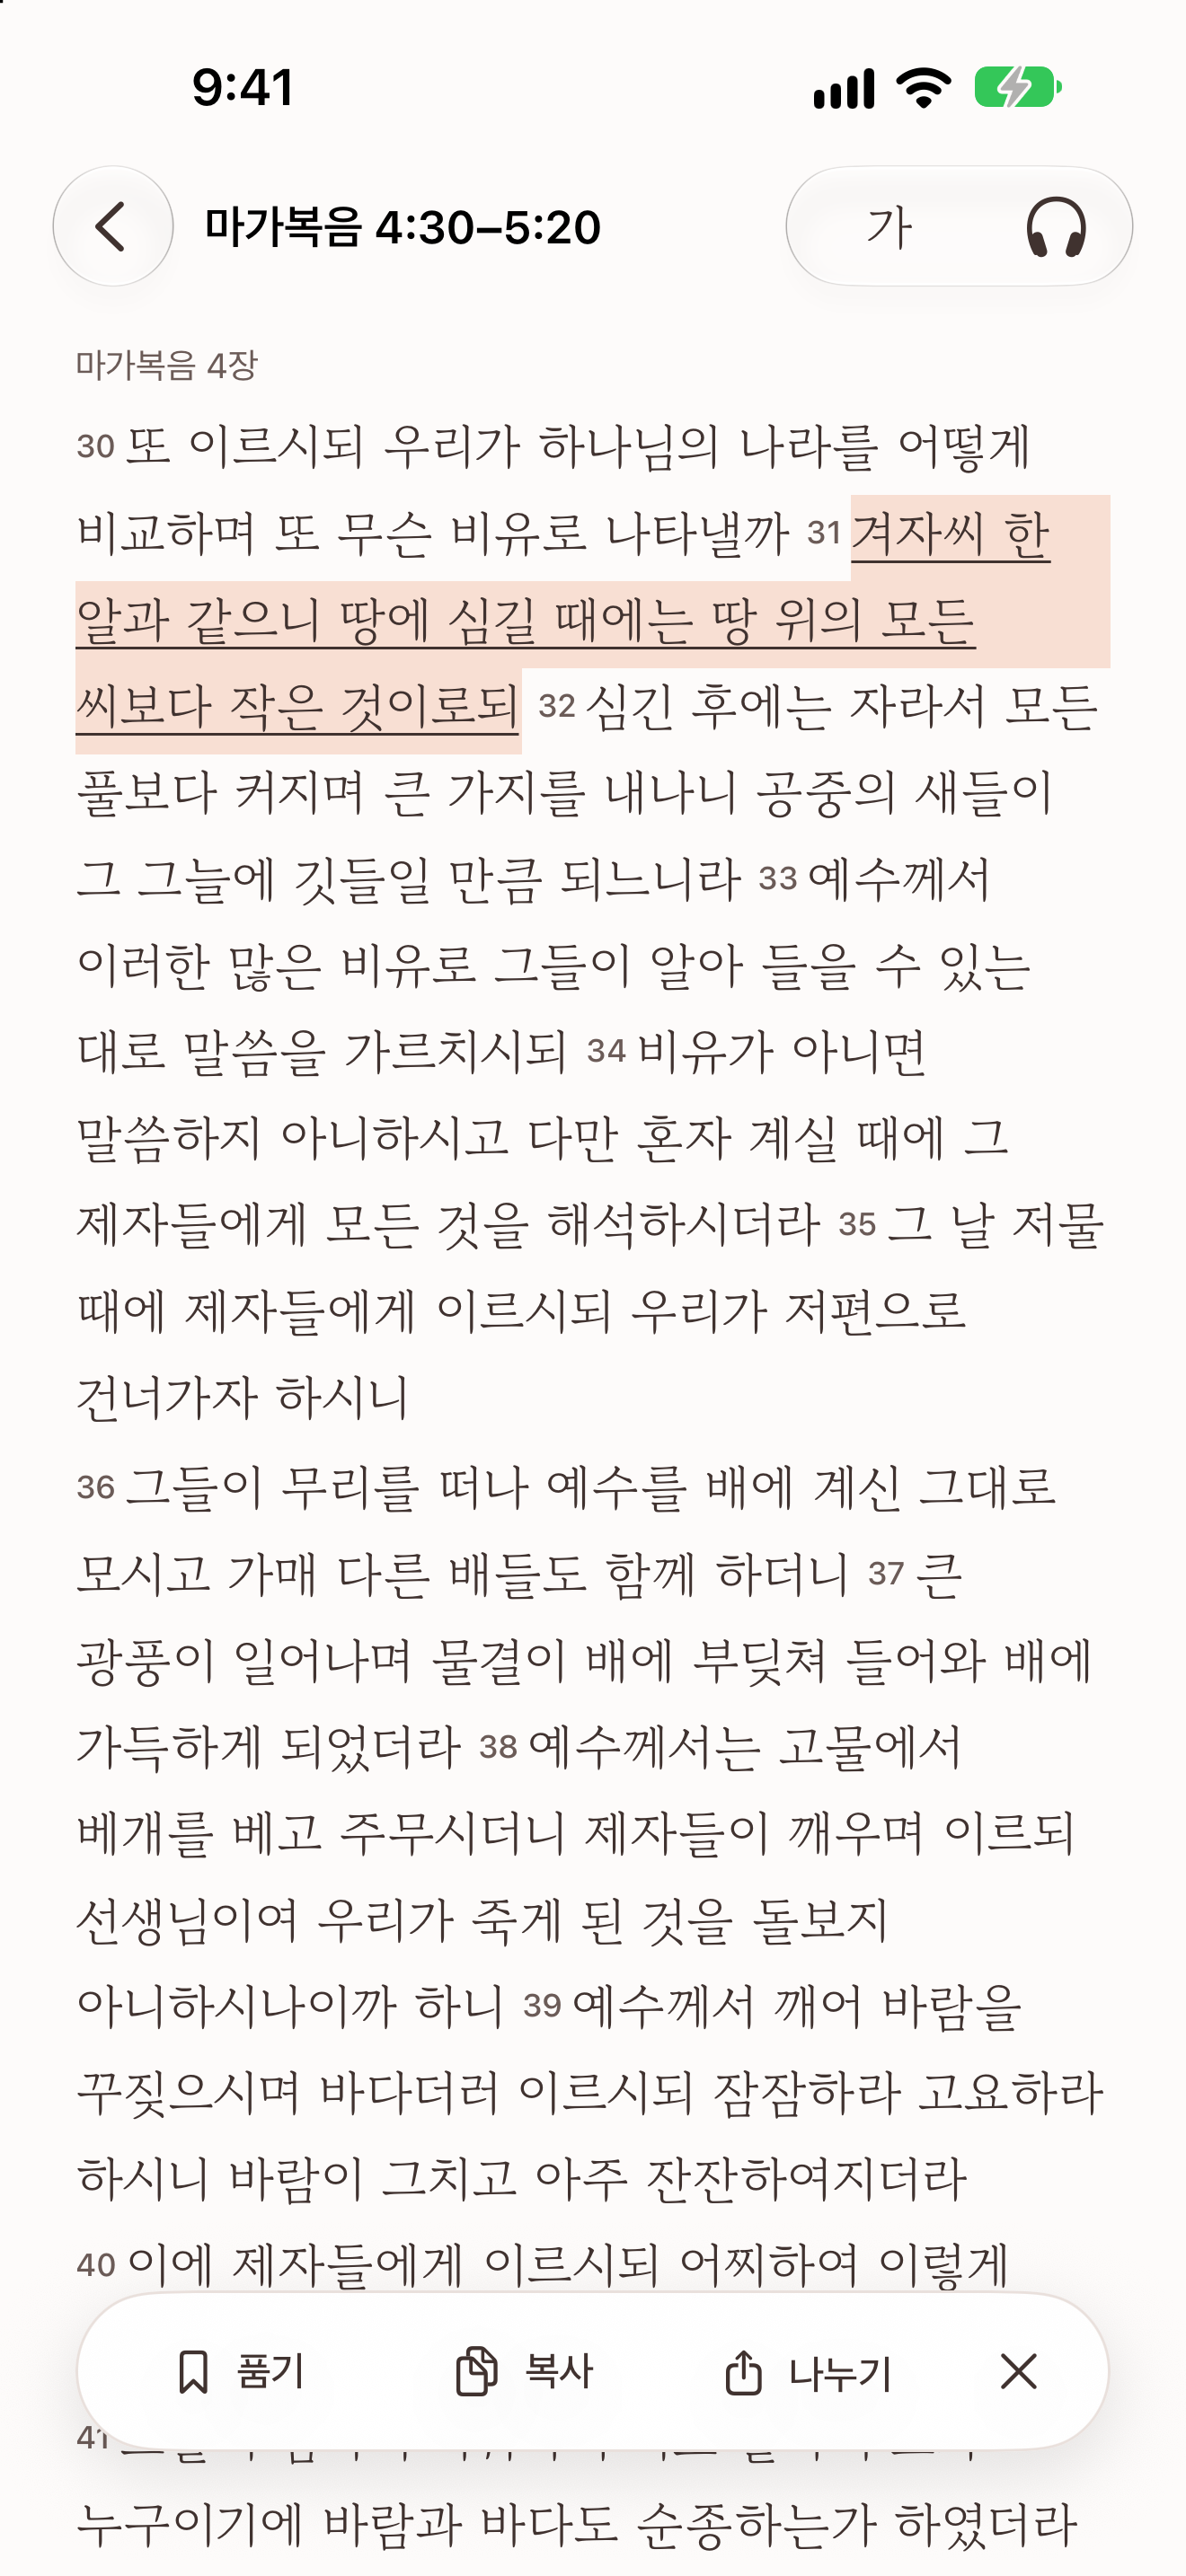 9:41
마가복음 4:30–5:20
가
마가복음 4장
30 또 이르시되 우리가 하나님의 나라를 어떻게
비교하며 또 무슨 비유로 나타낼까 31 겨자씨 한
알과 같으니 땅에 심길 때에는 땅 위의 모든
씨보다 작은 것이로되 32 심긴 후에는 자라서 모든
풀보다 커지며 큰 가지를 내나니 공중의 새들이
그 그늘에 깃들일 만큼 되느니라 33 예수께서
이러한 많은 비유로 그들이 알아 들을 수 있는
대로 말씀을 가르치시되 34 비유가 아니면
말씀하지 아니하시고 다만 혼자 계실 때에 그
제자들에게 모든 것을 해석하시더라 35 그 날 저물
때에 제자들에게 이르시되 우리가 저편으로
건너가자 하시니
36 그들이 무리를 떠나 예수를 배에 계신 그대로
모시고 가매 다른 배들도 함께 하더니 37 큰
광풍이 일어나며 물결이 배에 부딪쳐 들어와 배에
가득하게 되었더라 38 예수께서는 고물에서
베개를 베고 주무시더니 제자들이 깨우며 이르되
선생님이여 우리가 죽게 된 것을 돌보지
아니하시나이까 하니 39 예수께서 깨어 바람을
꾸짖으시며 바다더러 이르시되 잠잠하라 고요하라
하시니 바람이 그치고 아주 잔잔하여지더라
40 이에 제자들에게 이르시되 어찌하여 이렇게
품기
복사
나누기
41
누구이기에 바람과 바다도 순종하는가 하였더라